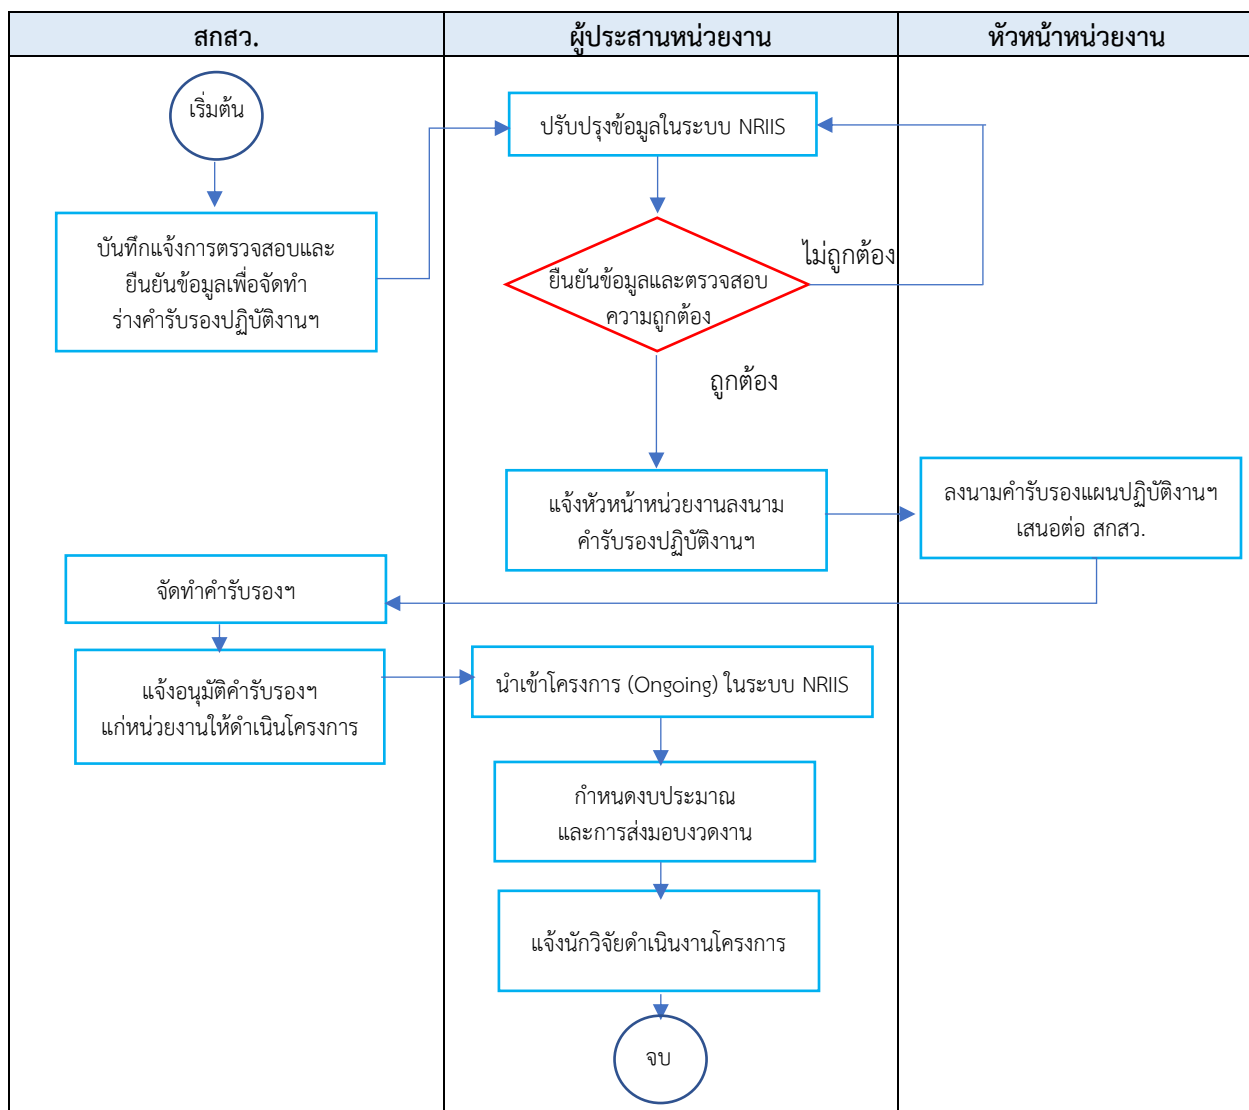 สกสว.
ผู้ประสานหน่วยงาน
หัวหน้าหน่วยงาน
เริ่มต้น
ปรับปรุงข้อมูลในระบบ NRIIS
บันทึกแจ้งการตรวจสอบและ
ยืนยันข้อมูลเพื่อจัดทำ
ร่างคำรับรองปฏิบัติงานฯ
ยืนยันข้อมูลและตรวจสอบ
ความถูกต้อง
ไม่ถูกต้อง
ถูกต้อง
แจ้งหัวหน้าหน่วยงานลงนาม
คำรับรองปฏิบัติงานฯ
ลงนามคำรับรองแผนปฏิบัติงานฯ
เสนอต่อ สกสว.
จัดทำคำรับรองฯ
แจ้งอนุมัติคำรับรองฯ
แก่หน่วยงานให้ดำเนินโครงการ
นำเข้าโครงการ (Ongoing) ในระบบ NRIIS
กำหนดงบประมาณ
และการส่งมอบงวดงาน
แจ้งนักวิจัยดำเนินงานโครงการ
จบ